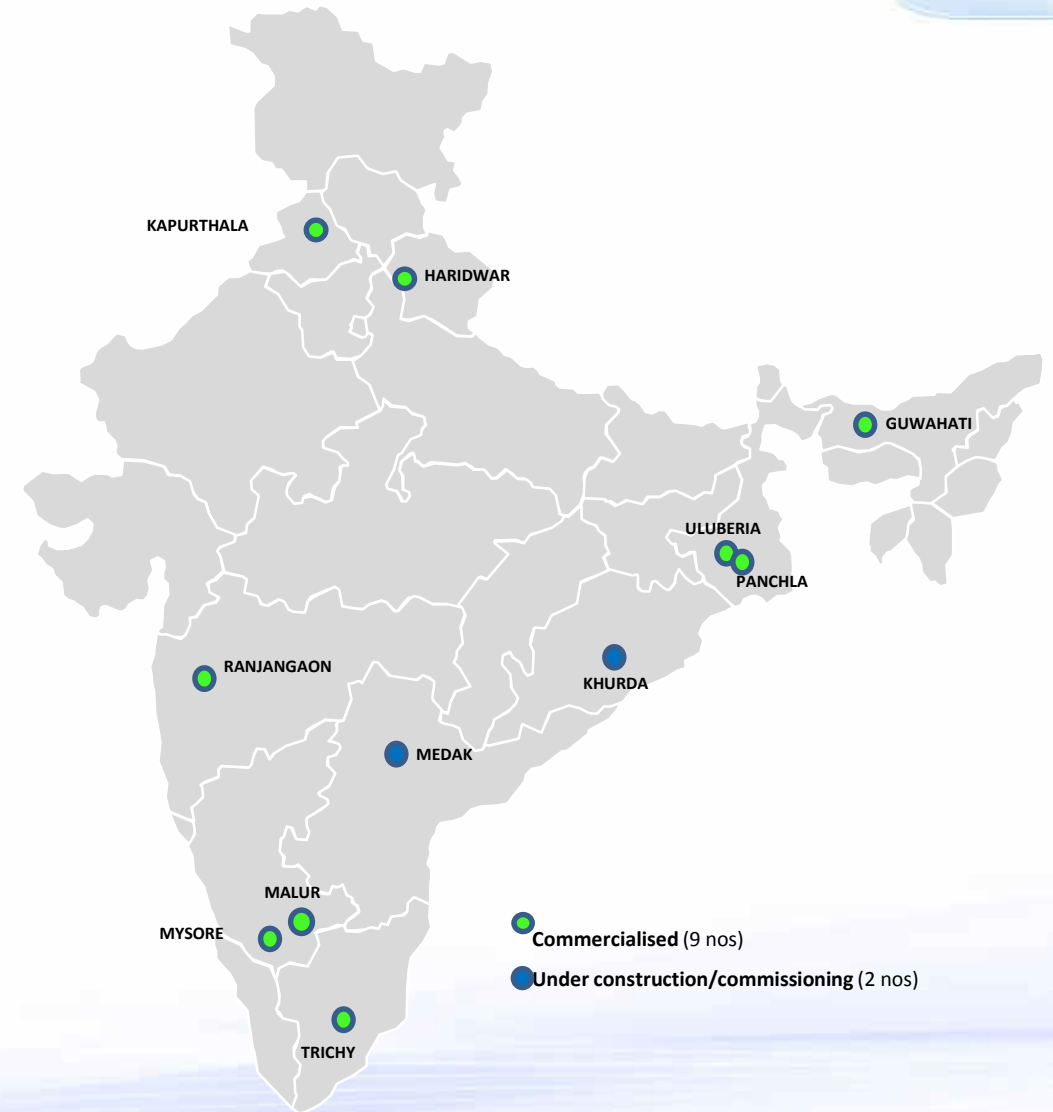 KAPURTHALA
HARIDWAR
GUWAHATI
ULUBERIA
PANCHLA
RANJANGAON
KHURDA
MEDAK
MALUR
MYSORE
Commercialised (9 nos)
Under construction/commissioning (2 nos)
TRICHY